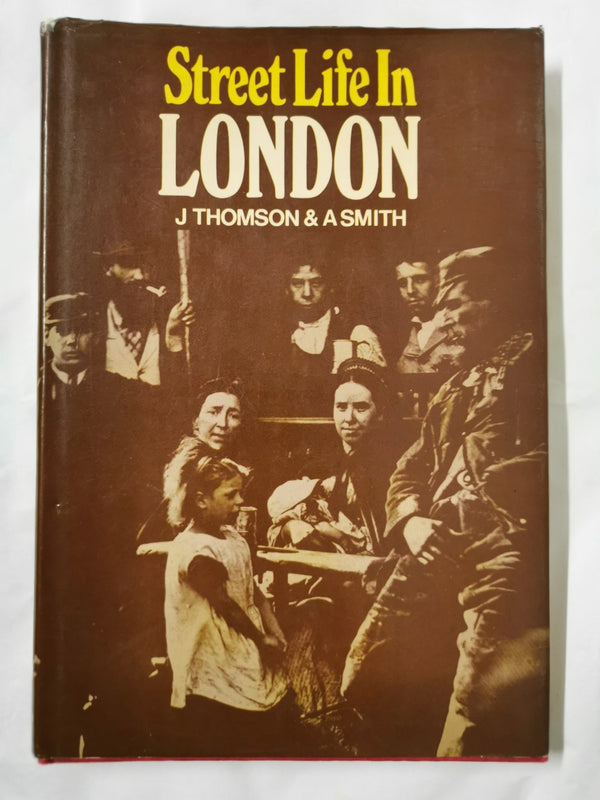 Street Life In
LONDON
J THOMSON & A SMITH